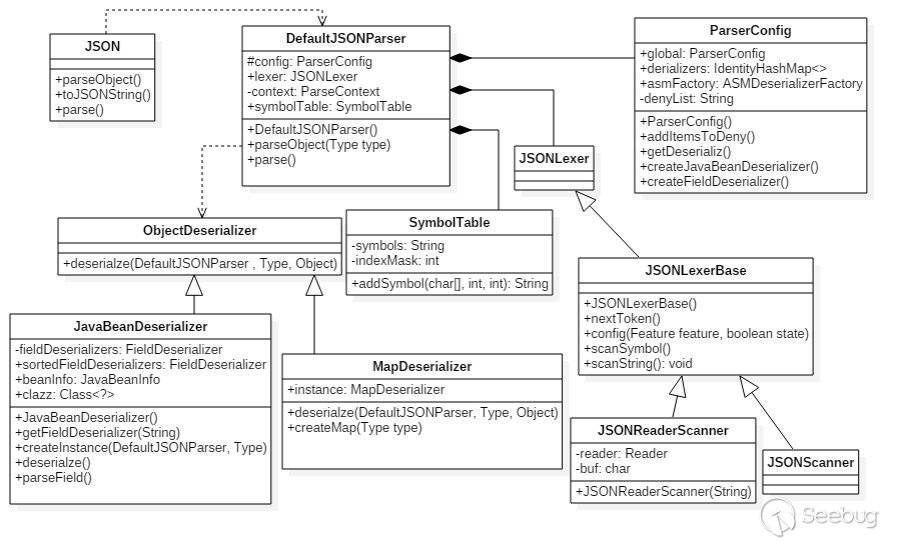 JSON
+parseObject()
+toJSONString()
+parse()
DefaultJSONParser
#config: ParserConfig
+lexer: JSONLexer
-context: ParseContext
+symbolTable: SymbolTable
+DefaultJSONParser()
+parseObject(Type type)
+parse()
ParserConfig
+global: ParserConfig
+derializers: IdentityHashMap<>
+asmFactory: ASMDeserializerFactory
-denyList: String
+ParserConfig()
+addItemsToDeny()
+getDeserializ()
+createJavaBeanDeserializer()
+createFieldDeserializer()
JSONLexer
ObjectDeserializer
+deserialze(DefaultJSONParser , Type, Object)
SymbolTable
-symbols: String
-indexMask: int
+addSymbol(char[], int, int): String
JSONLexerBase
+JSONLexerBase()
+nextToken()
+config(Feature feature, boolean state)
+scanSymbol()
+scanString(): void
JavaBeanDeserializer
-fieldDeserializers: FieldDeserializer
+sortedFieldDeserializers: FieldDeserializer
+beanInfo: JavaBeanInfo
+clazz: Class<?>
+JavaBeanDeserializer()
+getFieldDeserializer(String)
+createInstance(DefaultJSONParser, Type)
+deserialze()
+parseField()
MapDeserializer
+instance: MapDeserializer
+deserialze(DefaultJSONParser, Type, Object)
+createMap(Type type)
JSONReaderScanner
-reader: Reader
-buf: char
+JSONReaderScanner(String)
JSONScanner
Seebug